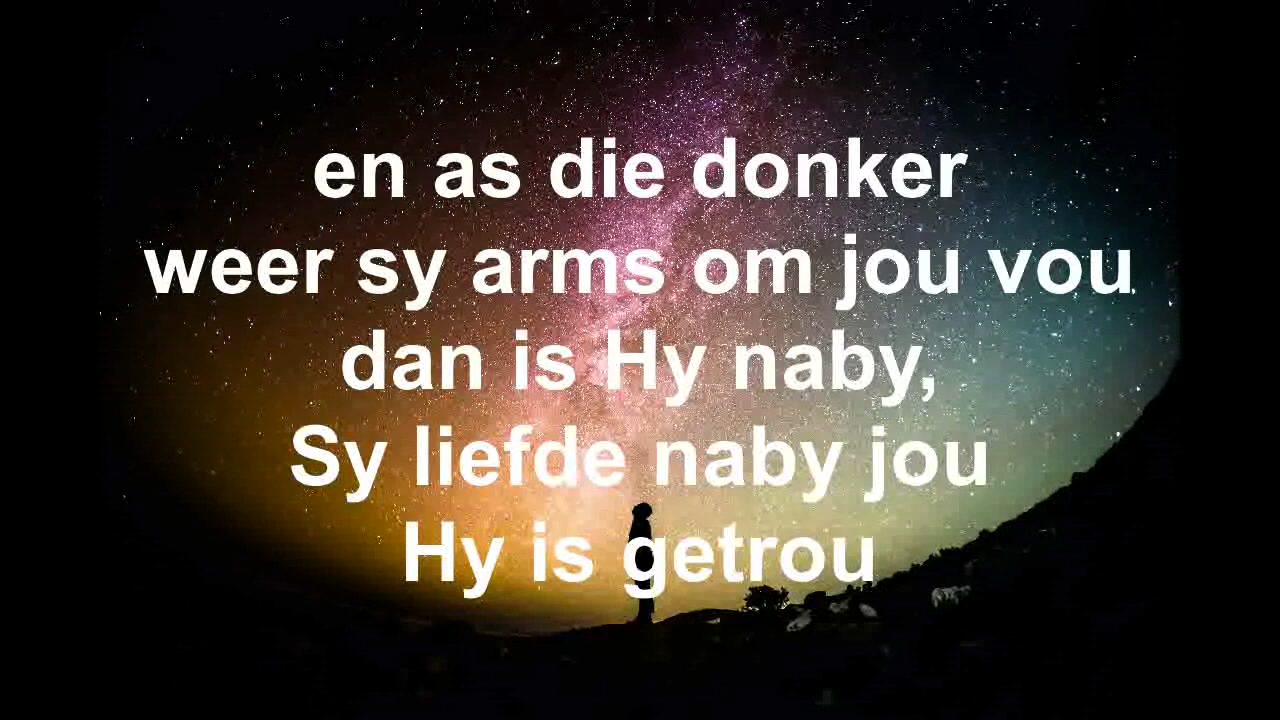 en as die donker
weer sy arms om jou vou
dan is Hy naby,
Sy liefde naby jou
Hy is getrou